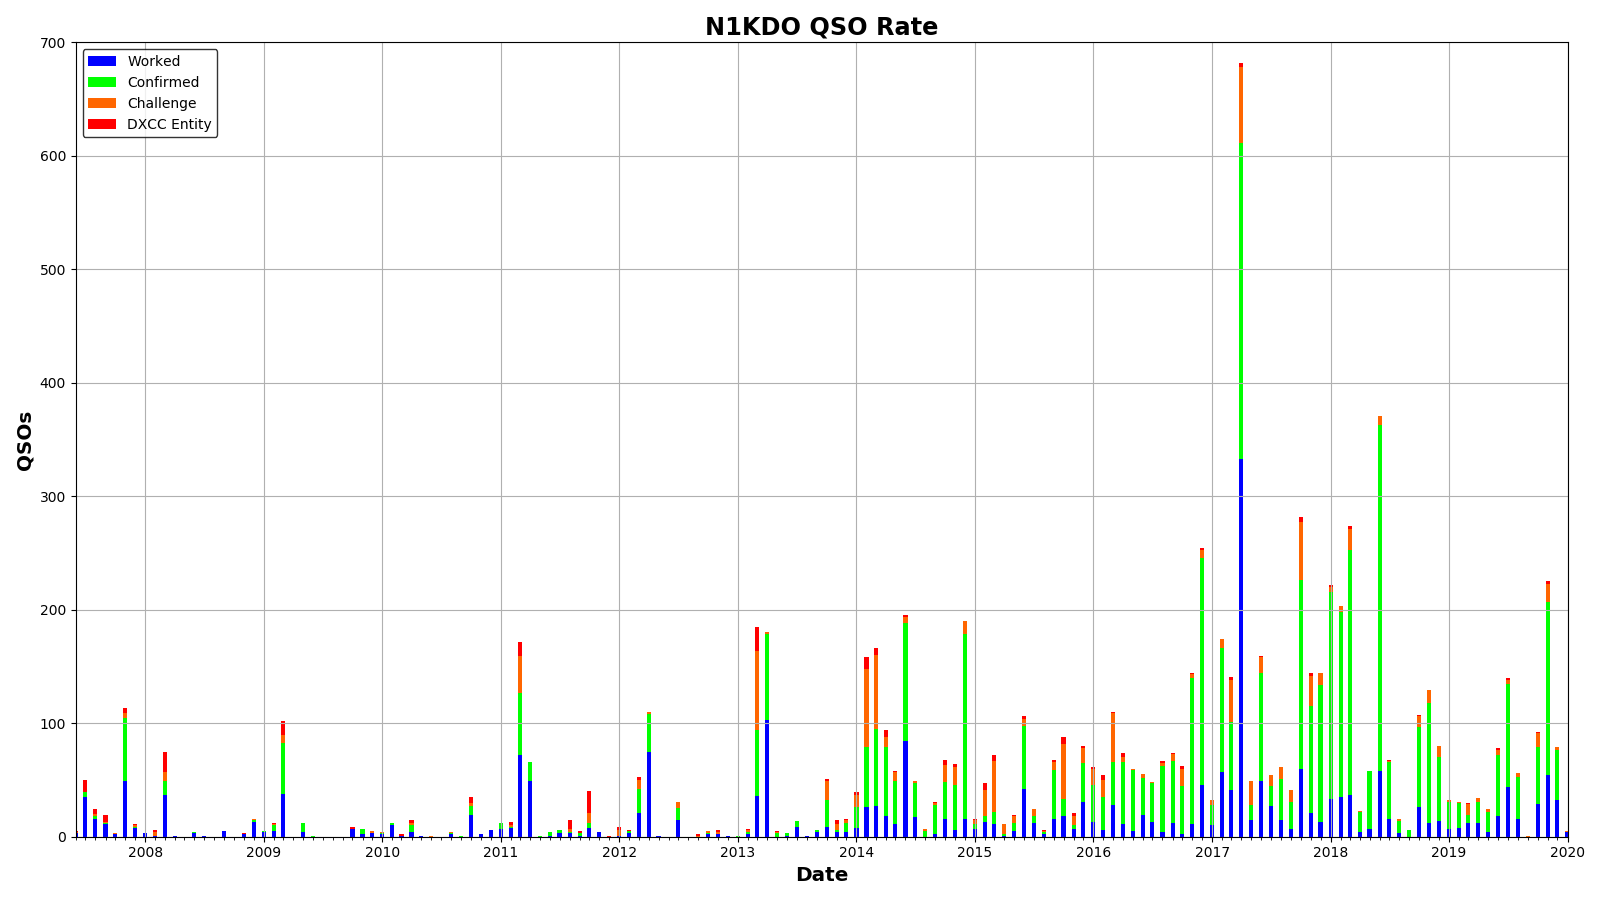 N1KDO QSO Rate
700
600
500
400
300
200
100
0
QSOs
Worked
Confirmed
Challenge
DXCC Entity
2008 2009 2010 2011 2012 2013 2014 2015 2016 2017 2018 2019 2020
Date